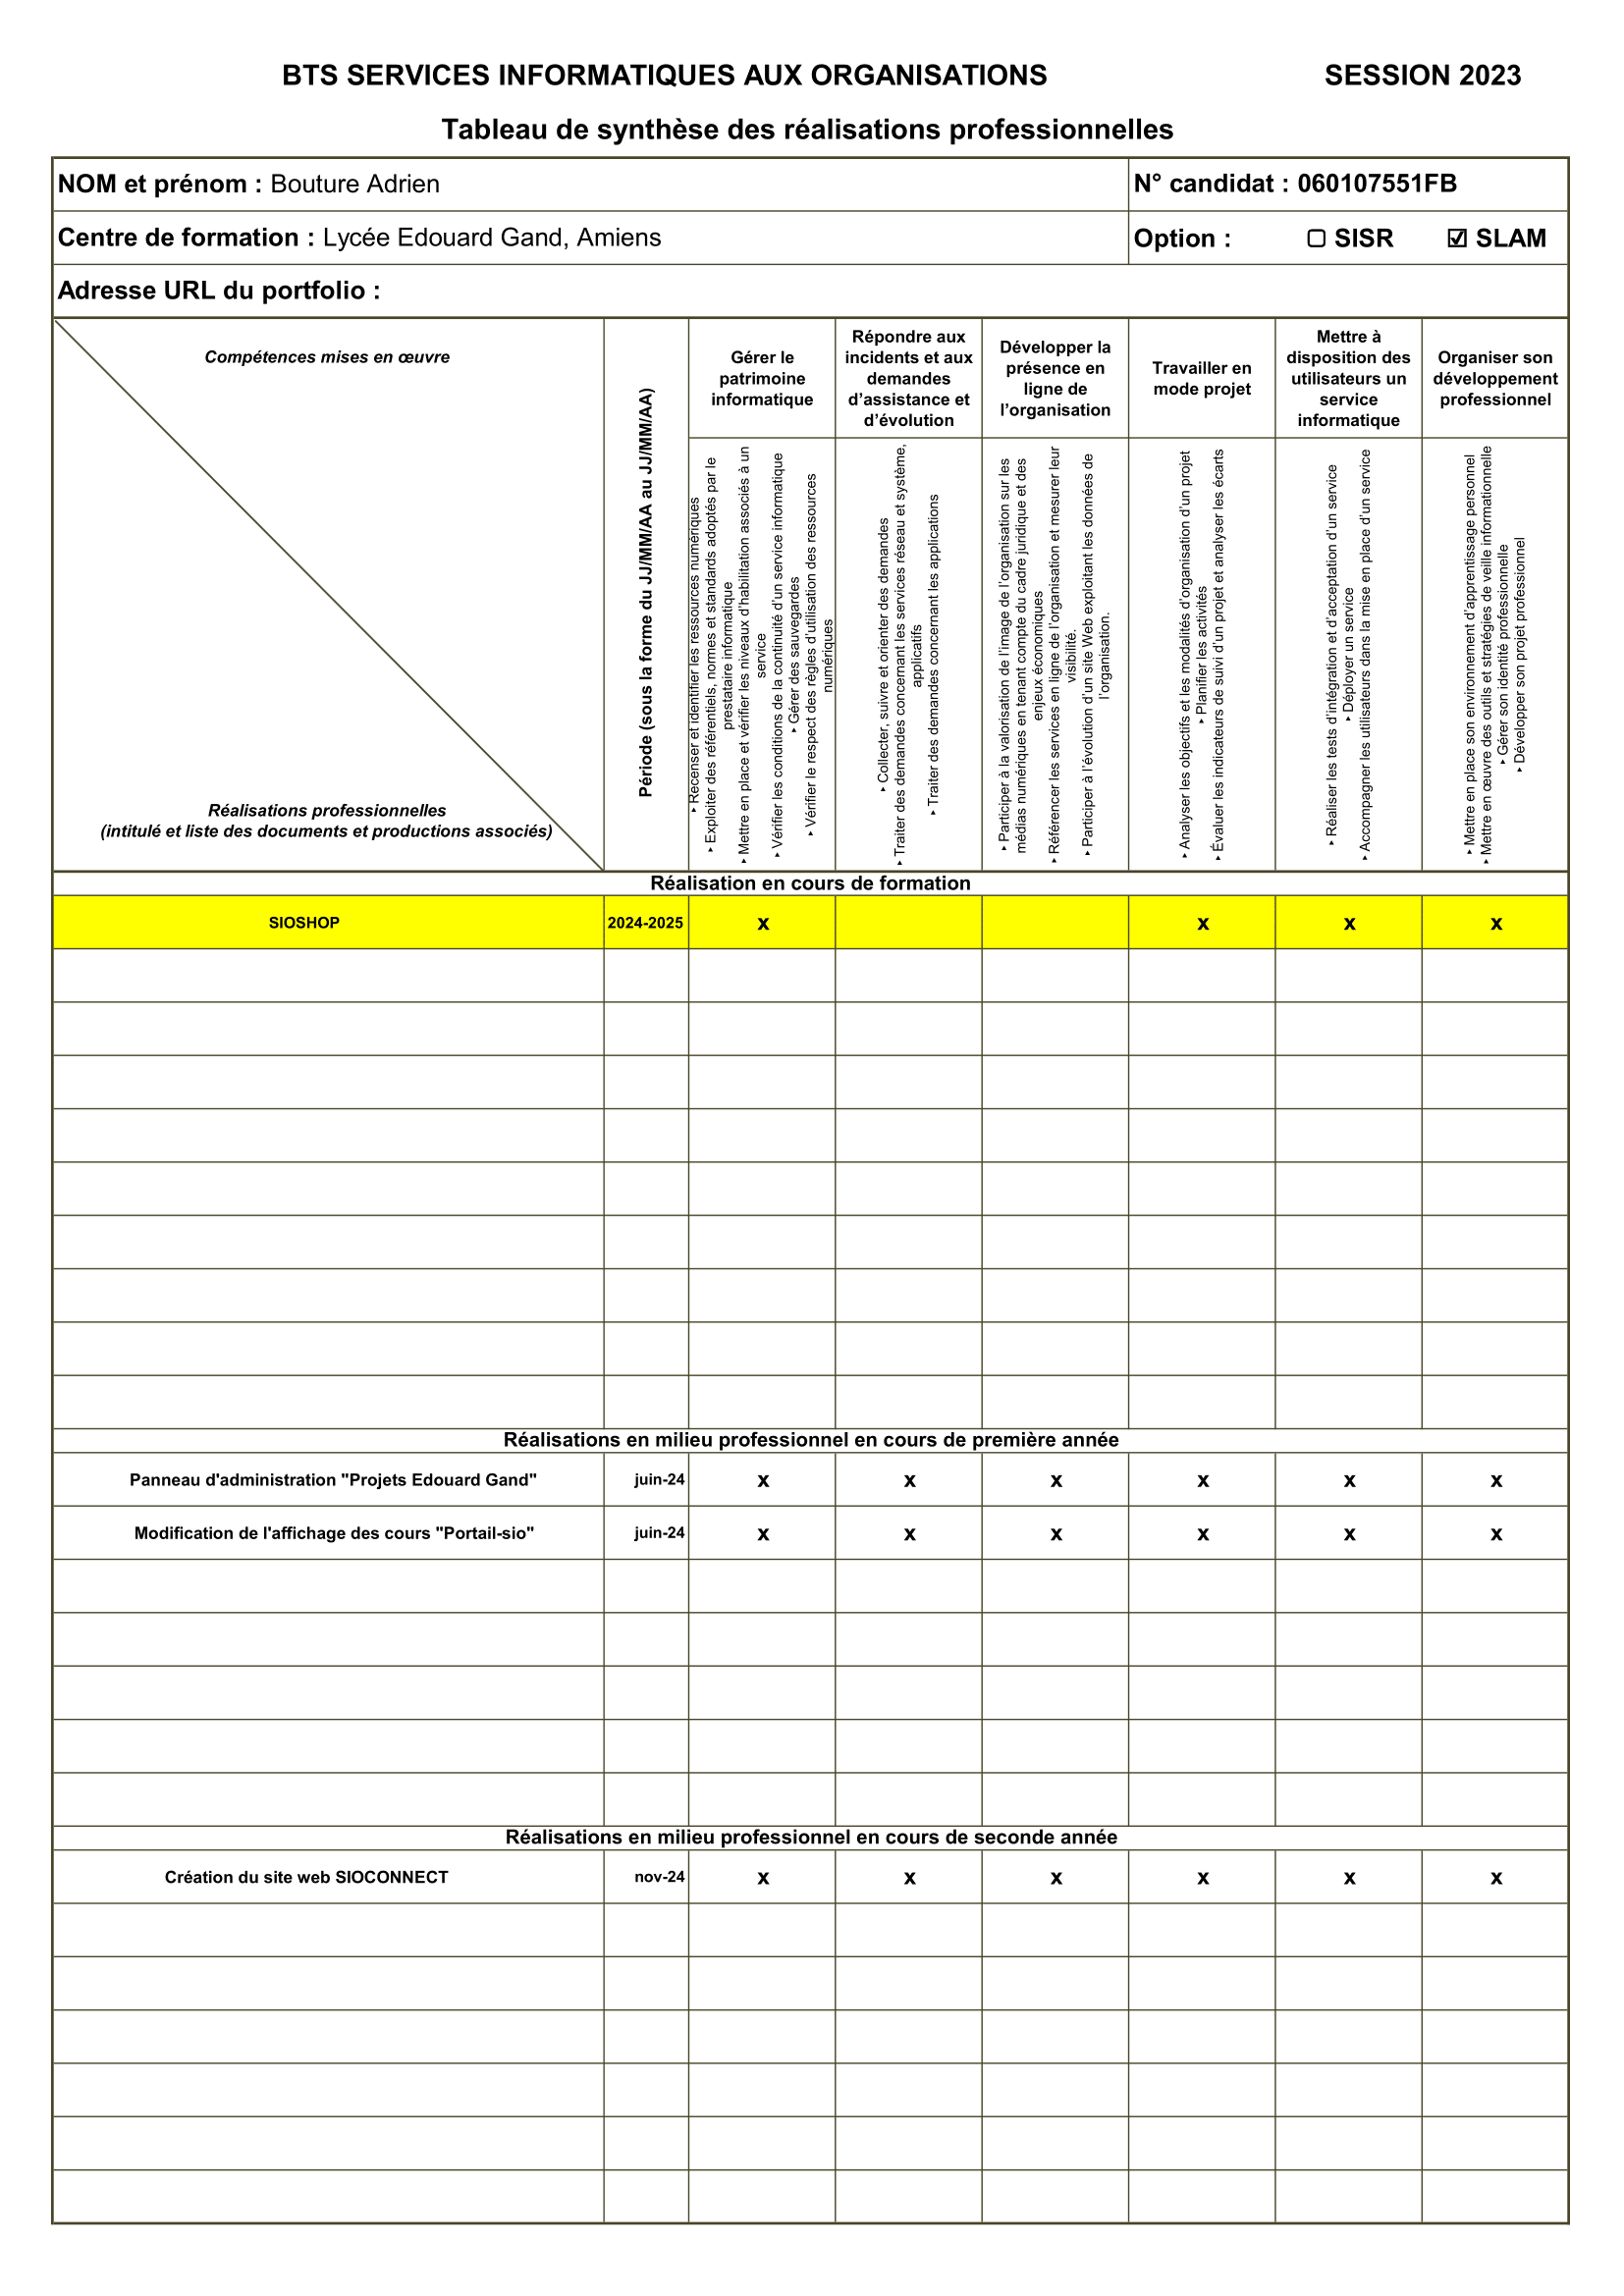 BTS SERVICES INFORMATIQUES AUX ORGANISATIONS SESSION 2023
Tableau de synthèse des réalisations professionnelles
NOM et prénom : Bouture Adrien N° candidat : 060107551FB
Centre de formation : Lycée Edouard Gand, Amiens Option : ▢ SISR ☑ SLAM
Adresse URL du portfolio :
Compétences mises en œuvre
Réalisations professionnelles
(intitulé et liste des documents et productions associés)
Période (sous la forme du JJ/MM/AA au JJ/MM/AA)
Gérer le
patrimoine
informatique
Répondre aux
incidents et aux
demandes
d’assistance et
d’évolution
Développer la
présence en
ligne de
l’organisation
Travailler en
mode projet
Mettre à
disposition des
utilisateurs un
service
informatique
Organiser son
développement
professionnel
‣ Recenser et identifier les ressources numériques
‣ Exploiter des référentiels, normes et standards adoptés par le
prestataire informatique
‣ Mettre en place et vérifier les niveaux d’habilitation associés à un
service
‣ Vérifier les conditions de la continuité d’un service informatique
‣ Gérer des sauvegardes
‣ Vérifier le respect des règles d’utilisation des ressources
numériques
‣ Collecter, suivre et orienter des demandes
‣ Traiter des demandes concernant les services réseau et système,
applicatifs
‣ Traiter des demandes concernant les applications
‣ Participer à la valorisation de l’image de l’organisation sur les
médias numériques en tenant compte du cadre juridique et des
enjeux économiques
‣ Référencer les services en ligne de l’organisation et mesurer leur
visibilité.
‣ Participer à l’évolution d’un site Web exploitant les données de
l’organisation.
‣ Analyser les objectifs et les modalités d’organisation d’un projet
‣ Planifier les activités
‣ Évaluer les indicateurs de suivi d’un projet et analyser les écarts
‣ Réaliser les tests d’intégration et d’acceptation d’un service
‣ Déployer un service
‣ Accompagner les utilisateurs dans la mise en place d’un service
‣ Mettre en place son environnement d’apprentissage personnel
‣ Mettre en œuvre des outils et stratégies de veille informationnelle
‣ Gérer son identité professionnelle
‣ Développer son projet professionnel
Réalisation en cours de formation
SIOSHOP 2024-2025 x x x x
Réalisations en milieu professionnel en cours de première année
Panneau d'administration "Projets Edouard Gand" juin-24 x x x x x x
Modification de l'affichage des cours "Portail-sio" juin-24 x x x x x x
Réalisations en milieu professionnel en cours de seconde année
Création du site web SIOCONNECT nov-24 x x x x x x